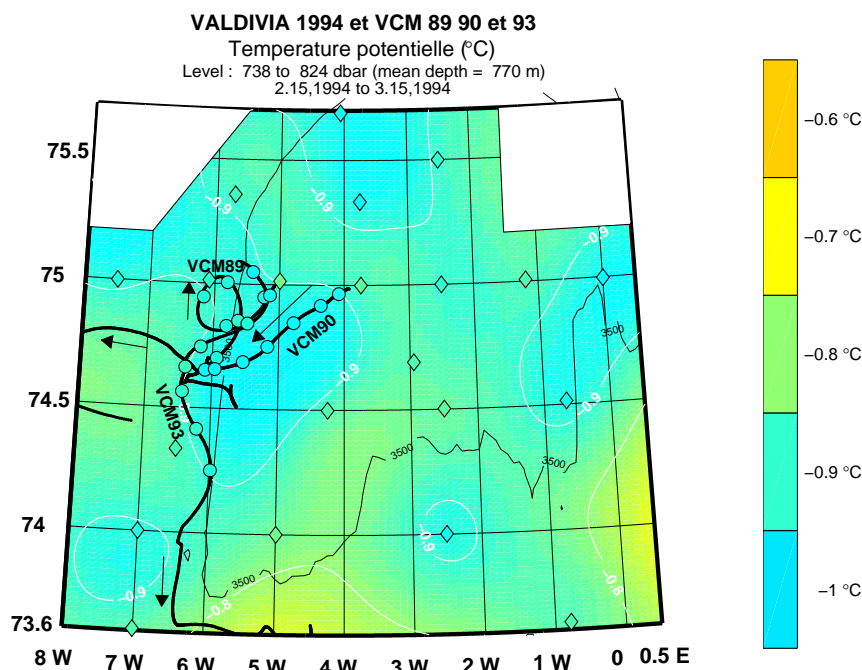 VALDIVIA 1994 et VCM 89 90 et 93
Temperature potentielle (°C)
Level : 738 to 824 dbar (mean depth = 770 m)
2.15,1994 to 3.15,1994
75.5
75
74.5
74
73.6
8 W
7 W
6 W
5 W
4 W
3 W
2 W
1 W
0
0.5 E
VCM89
VCM90
VCM93
3500
3500
3500
3500
3500
−0.9
−0.9
−0.9
−0.9
−0.9
−0.9
−0.9
−0.8
−0.8
−0.6 °C
−0.7 °C
−0.8 °C
−0.9 °C
−1 °C